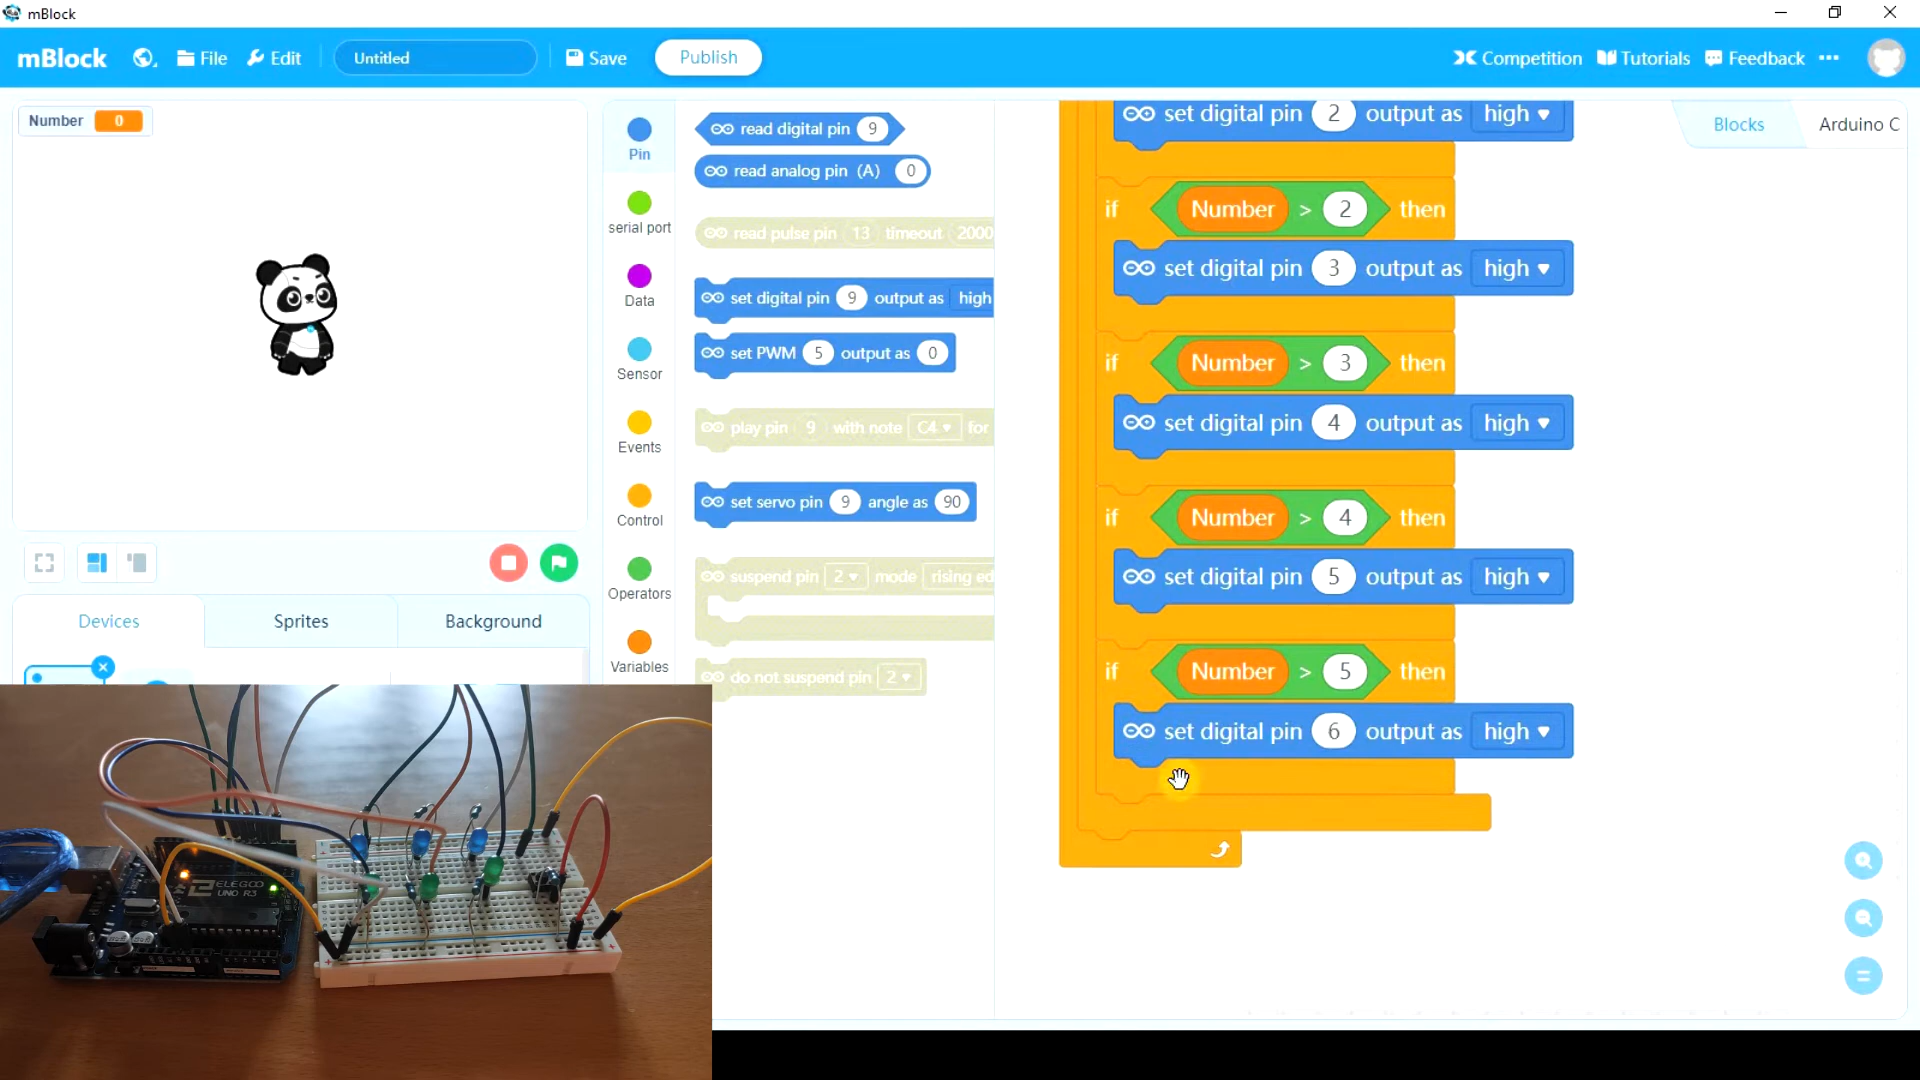 mBlock
mBlock File Edit Untitled Save Publish Competition Tutorials Feedback
Number 0
Pin
serial port
Data
Sensor
Events
Control
Operators
Variables
read digital pin 9
read analog pin (A) 0
read pulse pin 13 timeout 2000
set digital pin 9 output as high
set PWM 5 output as 0
play pin 9 with note C4 for
set servo pin 9 angle as 90
suspend pin 2 mode rising ed
do not suspend pin 2
set digital pin 2 output as high
if Number > 2 then
set digital pin 3 output as high
if Number > 3 then
set digital pin 4 output as high
if Number > 4 then
set digital pin 5 output as high
if Number > 5 then
set digital pin 6 output as high
Blocks Arduino C
Devices Sprites Background
ELEGOO
UNO R3